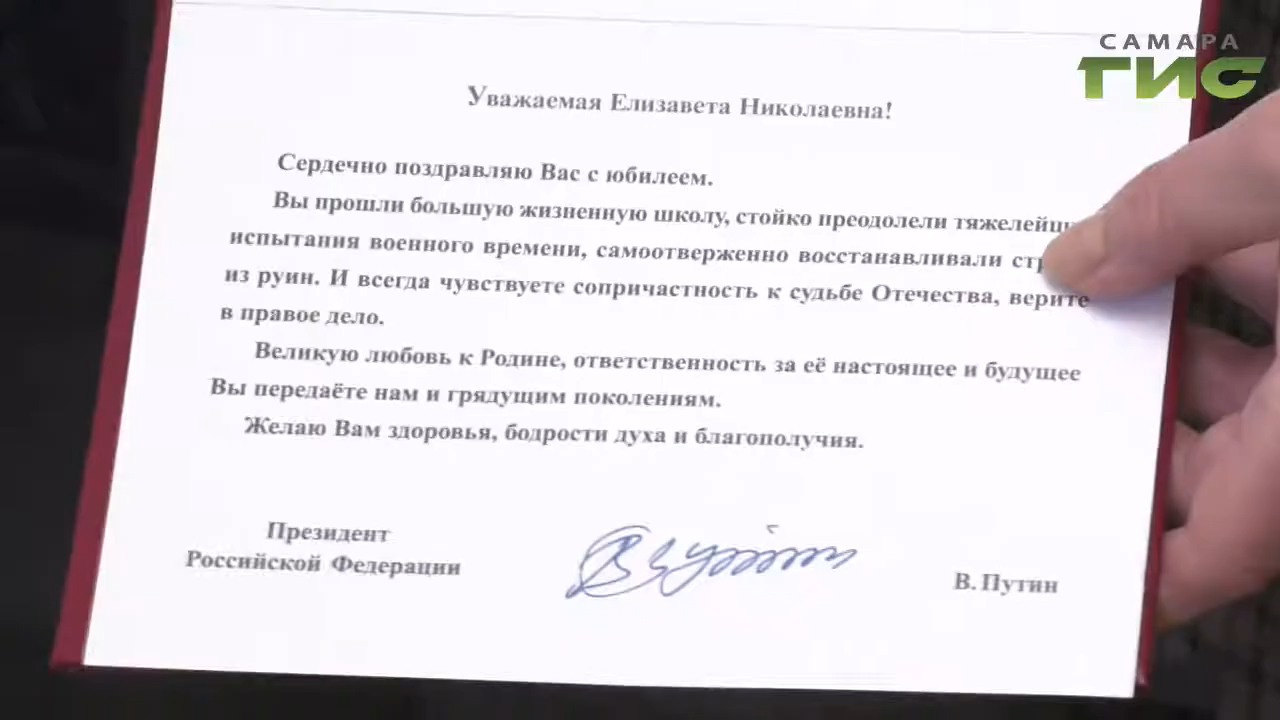 САМАРА
ГИС
Уважаемая Елизавета Николаевна!
Сердечно поздравляю Вас с юбилеем.
Вы прошли большую жизненную школу, стойко преодолели
испытания военного времени, самоотверженно восстанавливали
из руин. И всегда чувствуете сопричастность к судьбе Отечества, верите
в правое дело.
Великую любовь к Родине, ответственность за её настоящее и будущее
Вы передаёте нам и грядущим поколениям.
Желаю Вам здоровья, бодрости духа и благополучия.
Президент
Российской Федерации
В. Путин